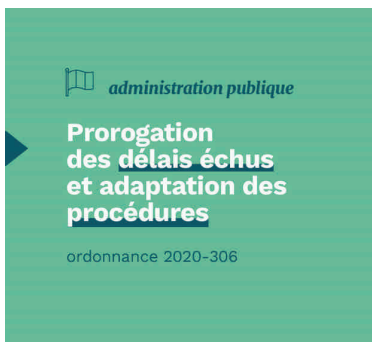 administration publique
Prorogation
des délais échus
et adaptation des
procédures
ordonnance 2020-306